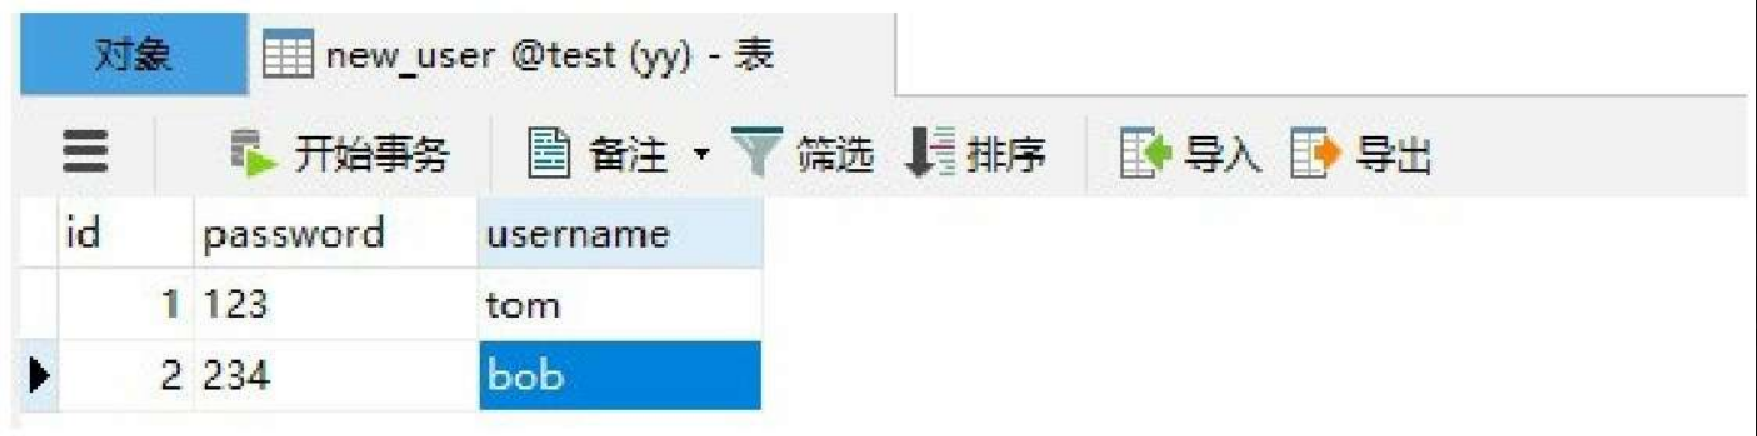 对象 new_user @test (yy) - 表
开始事务 备注 筛选 排序 导入 导出
id password username
1 123 tom
2 234 bob